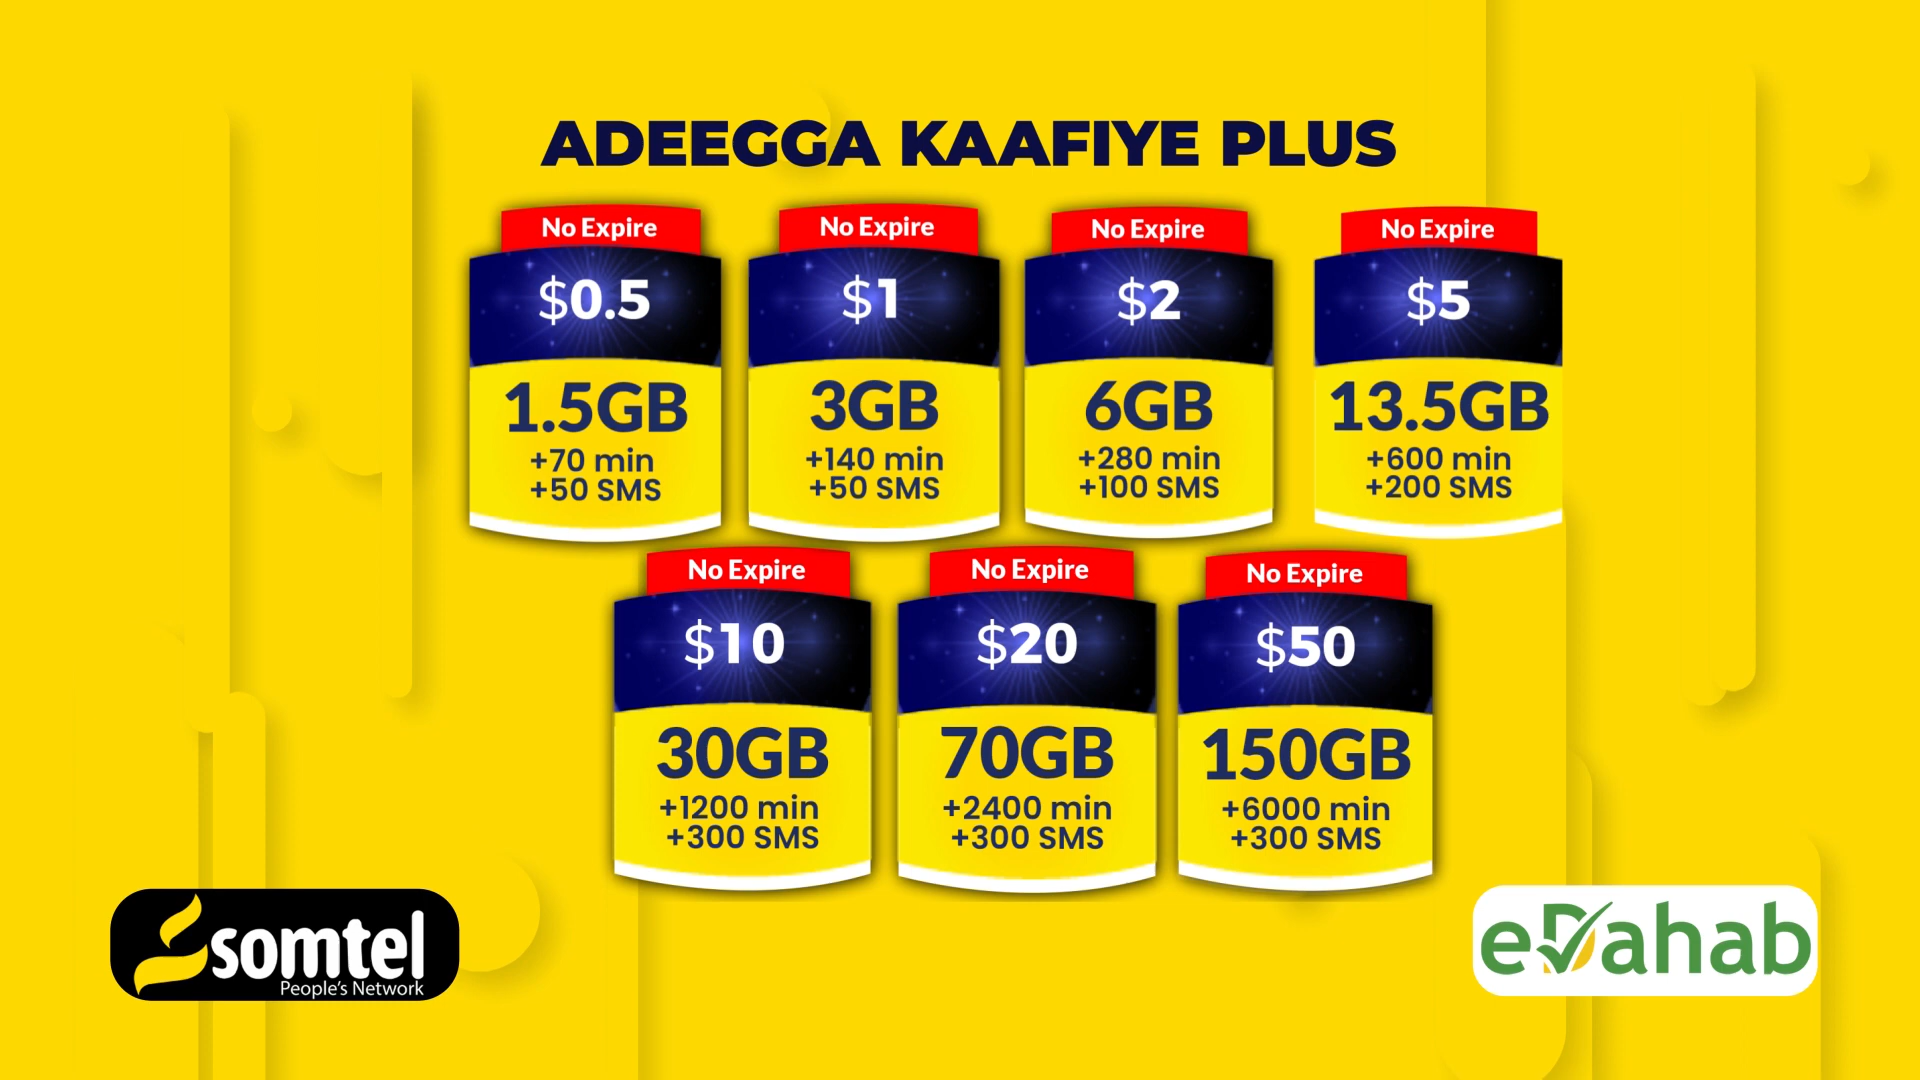 ADEEGGA KAAFIYE PLUS
No Expire
$0.5
1.5GB
+70 min
+50 SMS
No Expire
$1
3GB
+140 min
+50 SMS
No Expire
$2
6GB
+280 min
+100 SMS
No Expire
$5
13.5GB
+600 min
+200 SMS
No Expire
$10
30GB
+1200 min
+300 SMS
No Expire
$20
70GB
+2400 min
+300 SMS
No Expire
$50
150GB
+6000 min
+300 SMS
somtel
People's Network
eDahab